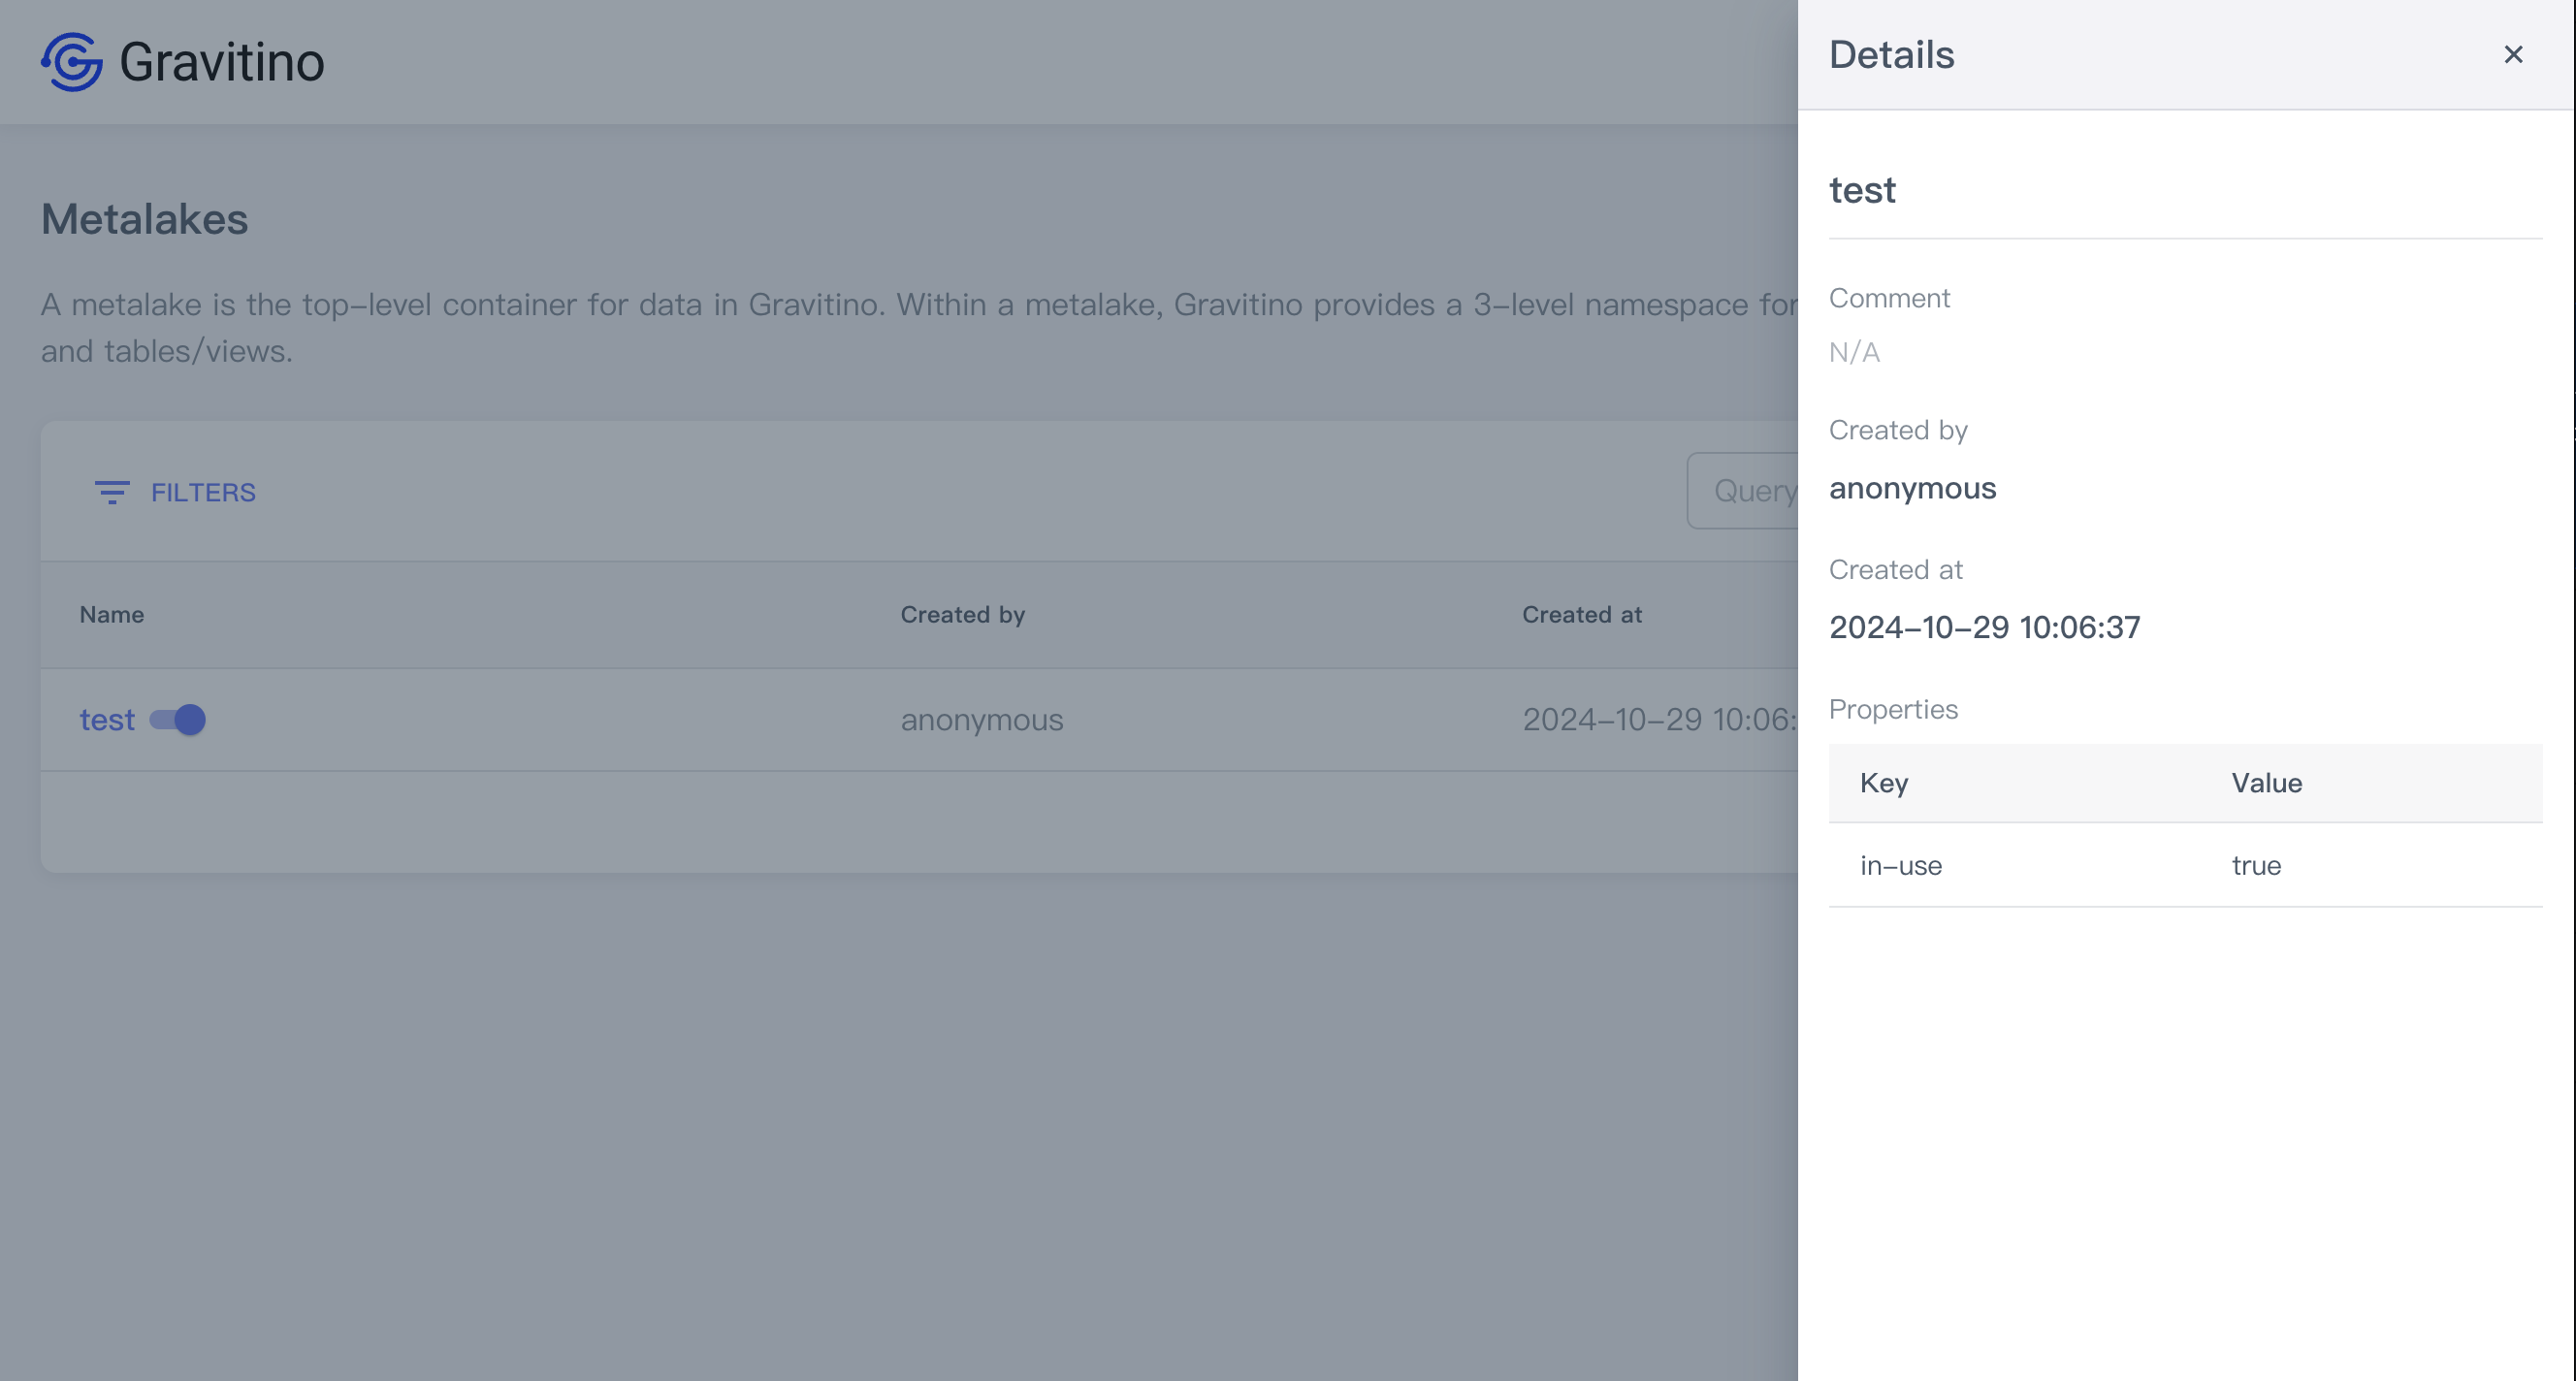 Gravitino
Metalakes
A metalake is the top-level container for data in Gravitino. Within a metalake, Gravitino provides a 3-level namespace for
and tables/views.
FILTERS
Query
Name Created by Created at
test anonymous 2024-10-29 10:06:
Details
test
Comment
N/A
Created by
anonymous
Created at
2024-10-29 10:06:37
Properties
Key Value
in-use true